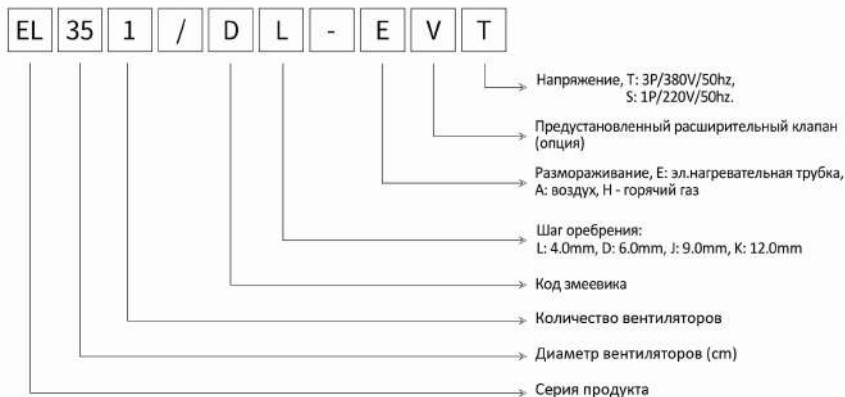 EL 35 1 / D L - E V T
Напряжение, T: 3P/380V/50hz,
S: 1P/220V/50hz.
Предустановленный расширительный клапан
(опция)
Размораживание, E: эл.нагревательная трубка,
A: воздух, H - горячий газ
Шаг оребрения:
L: 4.0mm, D: 6.0mm, J: 9.0mm, K: 12.0mm
Код змеевика
Количество вентиляторов
Диаметр вентиляторов (cm)
Серия продукта